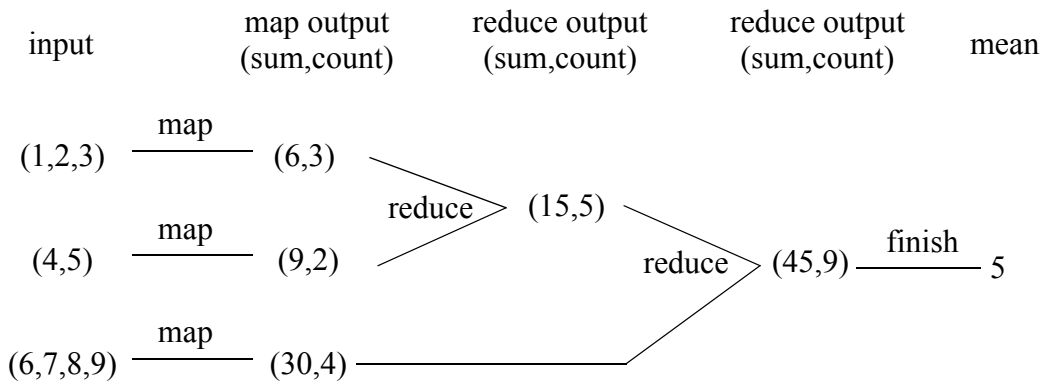 input
map output
(sum,count)
reduce output
(sum,count)
reduce output
(sum,count)
mean
map
(1,2,3)
(6,3)
reduce
(15,5)
map
(4,5)
(9,2)
reduce
(45,9)
finish
5
map
(6,7,8,9)
(30,4)